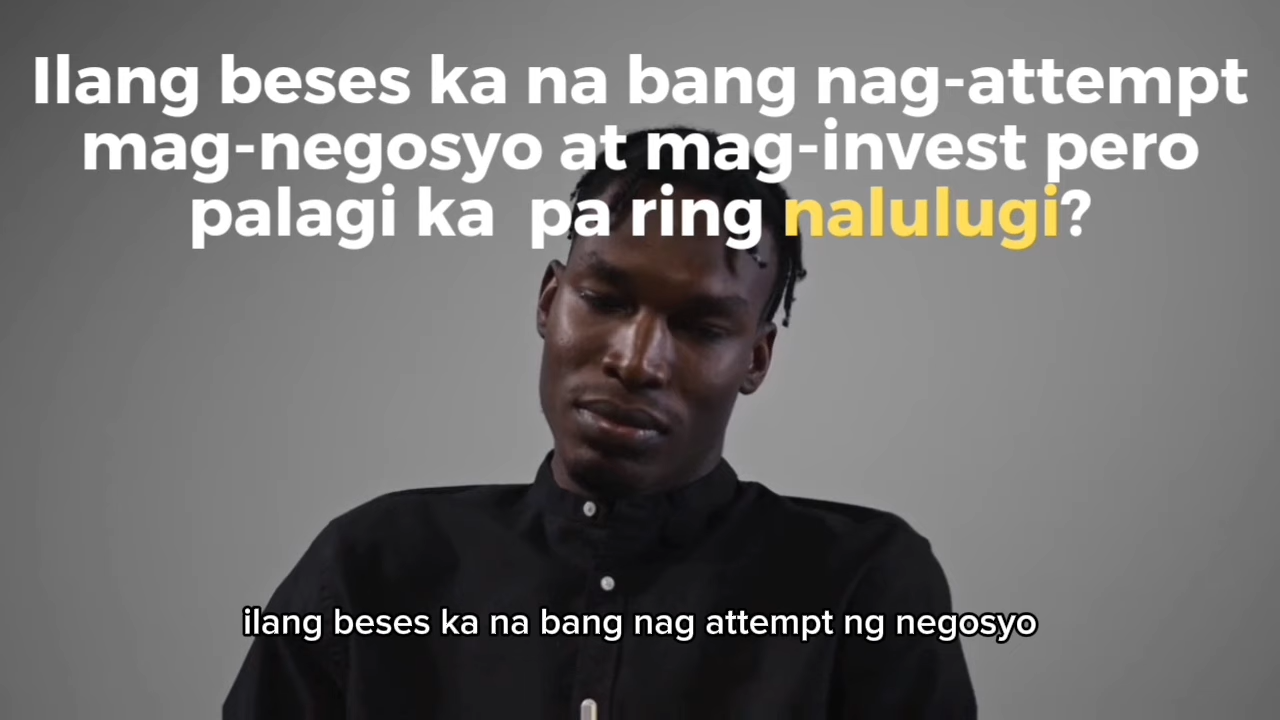 Ilang beses ka na bang nag-attempt
mag-negosyo at mag-invest pero
palagi ka pa ring nalulugi?
ilang beses ka na bang nag attempt ng negosyo